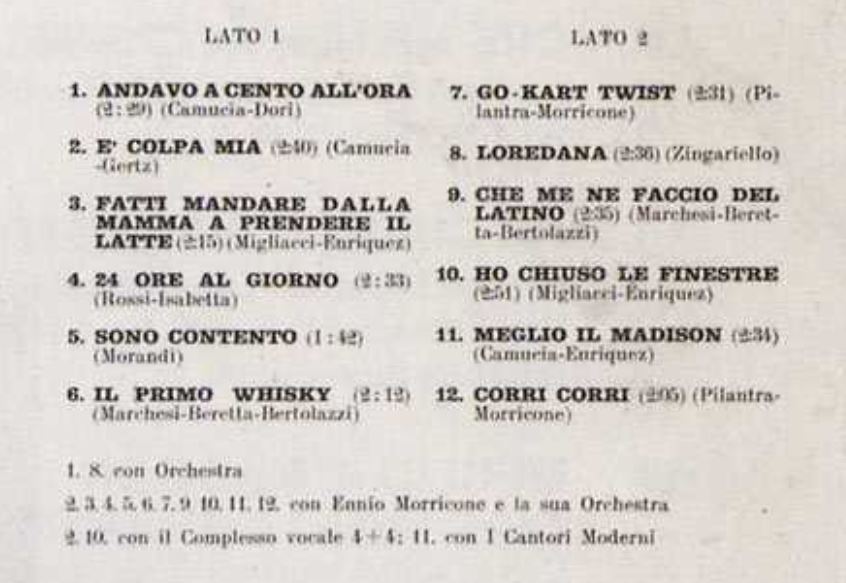 LATO 1
1. ANDAVO A CENTO ALL'ORA
(2:29) (Camucia-Dori)
2. E' COLPA MIA (2:40) (Camucia
-Gertz)
3. FATTI MANDARE DALLA
MAMMA A PRENDERE IL
LATTE (2:15) (Migliacci-Enriquez)
4. 24 ORE AL GIORNO (2:33)
(Rossi-Isabetta)
5. SONO CONTENTO (1:42)
(Morandi)
6. IL PRIMO WHISKY (2:12)
(Marchesi-Beretta-Bertolazzi)
LATO 2
7. GO-KART TWIST (2:31) (Pi-
lantra-Morricone)
8. LOREDANA (2:36) (Zingariello)
9. CHE ME NE FACCIO DEL
LATINO (2:35) (Marchesi-Beret-
ta-Bertolazzi)
10. HO CHIUSO LE FINESTRE
(2:51) (Migliacci-Enriquez)
11. MEGLIO IL MADISON (2:34)
(Camucia-Enriquez)
12. CORRI CORRI (2:05) (Pilantra-
Morricone)
1. 8. con Orchestra
2. 3. 4. 5. 6. 7. 9. 10. 11. 12. con Ennio Morricone e la sua Orchestra
2. 10. con il Complesso vocale 4+4; 11. con I Cantori Moderni